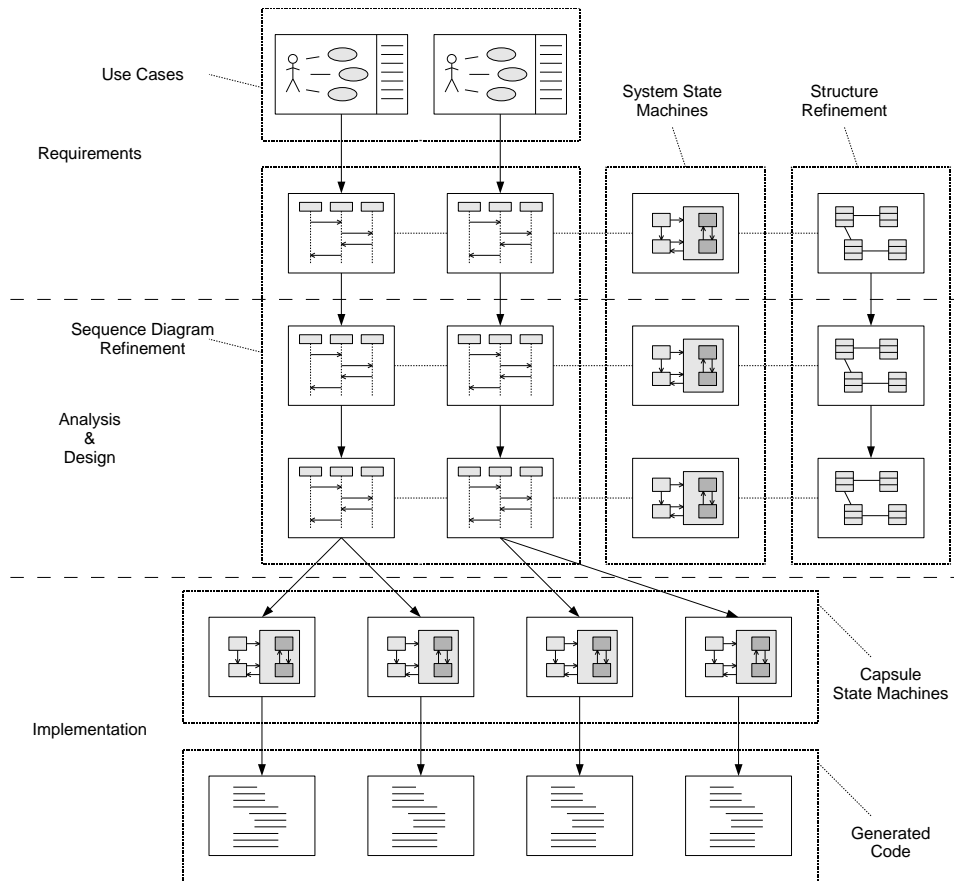 Use Cases
System State
Machines
Structure
Refinement
Requirements
Sequence Diagram
Refinement
Analysis
&
Design
Capsule
State Machines
Implementation
Generated
Code